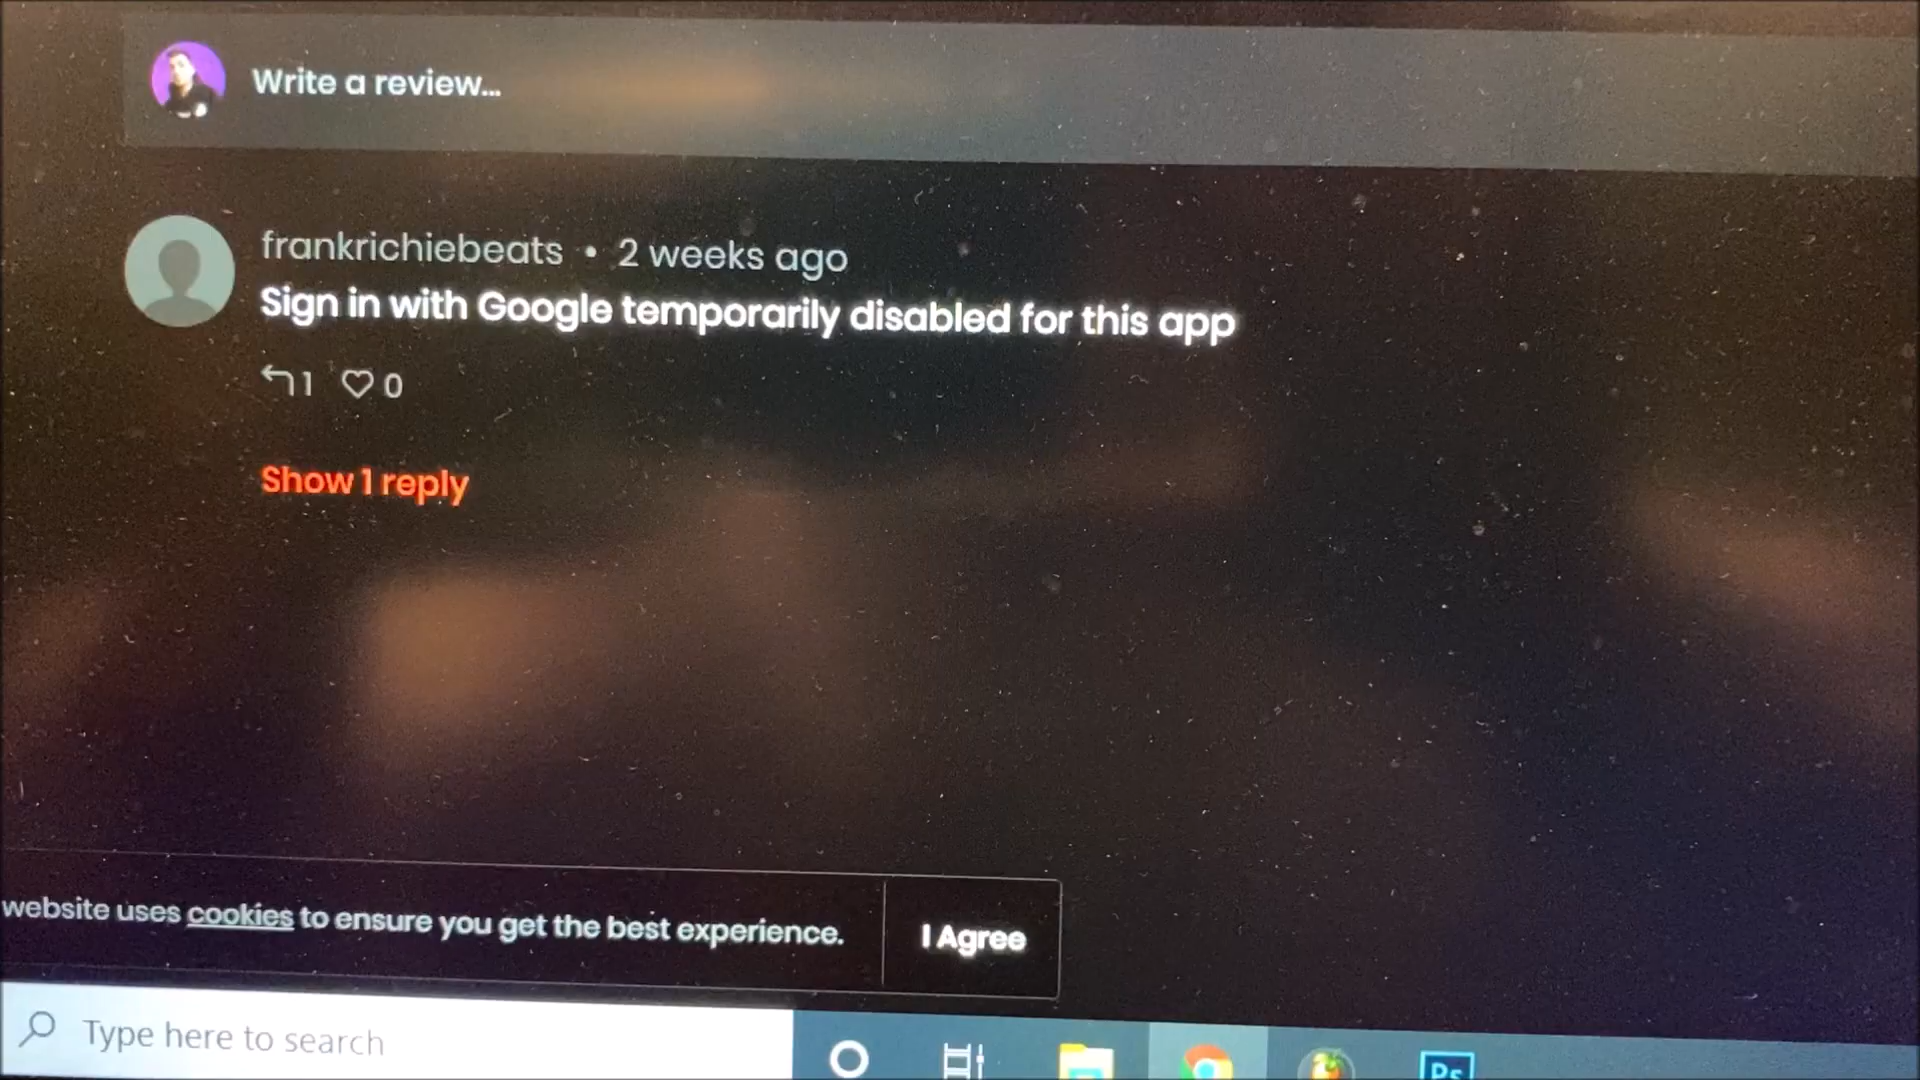 Write a review...
frankrichiebeats • 2 weeks ago
Sign in with Google temporarily disabled for this app
1 0
Show 1 reply
website uses cookies to ensure you get the best experience.
I Agree
Type here to search
Ps